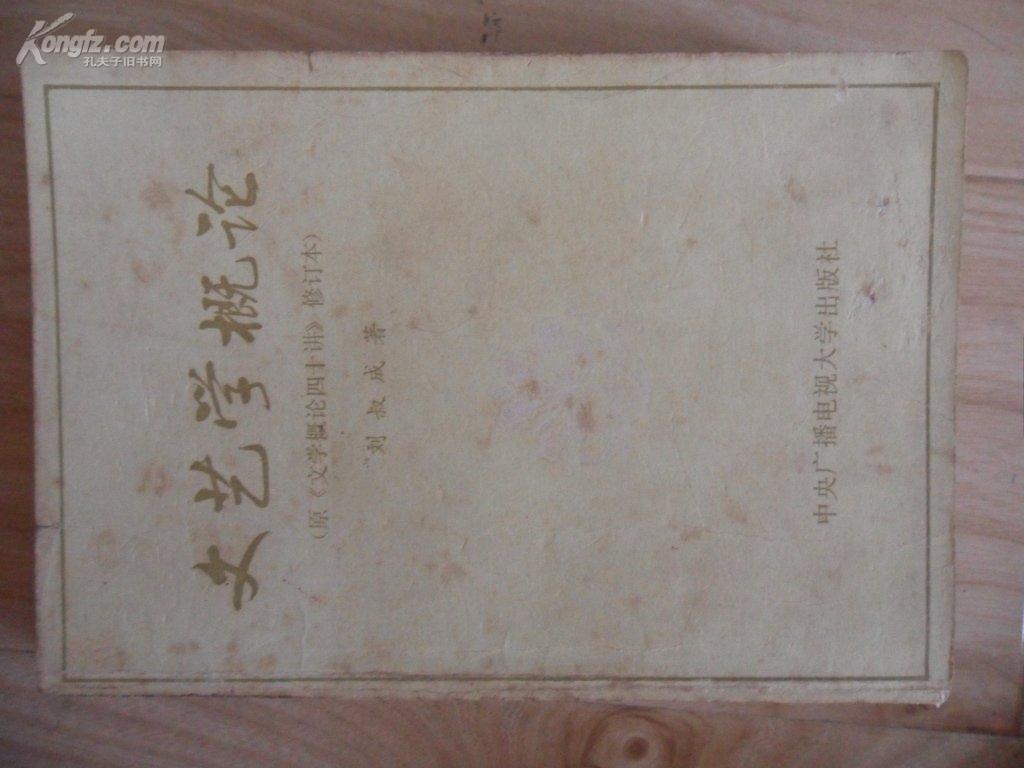 Kongfz.com
孔夫子旧书网
文艺学概论
(原《文学概论四十讲》修订本)
刘叔成 著
中央广播电视大学出版社